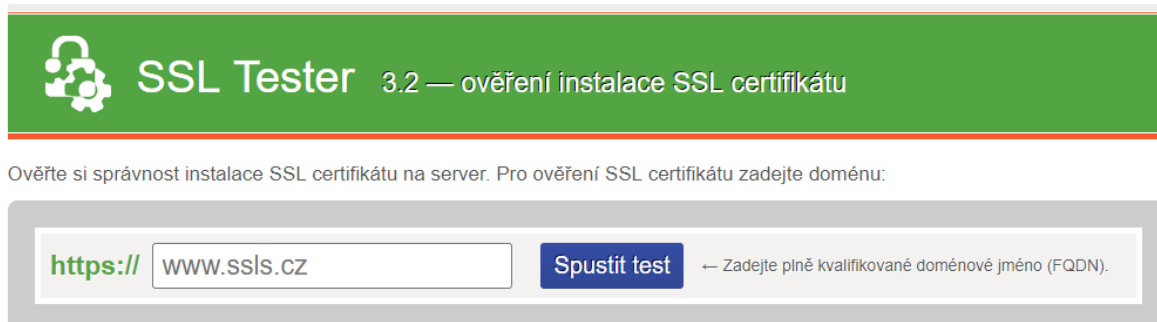 SSL Tester 3.2 — ověření instalace SSL certifikátu
Ověřte si správnost instalace SSL certifikátu na server. Pro ověření SSL certifikátu zadejte doménu:
https:// www.ssls.cz Spustit test ← Zadejte plně kvalifikované doménové jméno (FQDN).